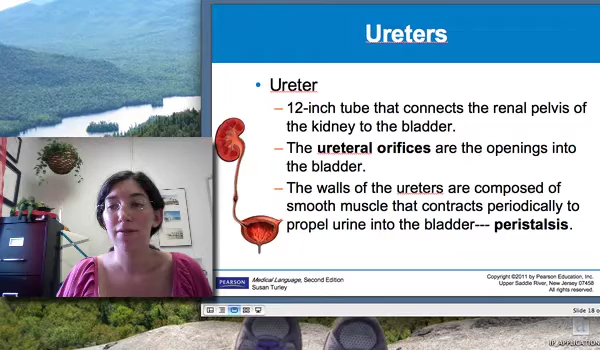 Ureters
• Ureter
– 12-inch tube that connects the renal pelvis of
the kidney to the bladder.
– The ureteral orifices are the openings into
the bladder.
– The walls of the ureters are composed of
smooth muscle that contracts periodically to
propel urine into the bladder--- peristalsis.
PEARSON
Medical Language, Second Edition
Susan Turley
Copyright ©2011 by Pearson Education, Inc.
Upper Saddle River, New Jersey 07458
All rights reserved.
Slide 18 o
IP_APPLICATION